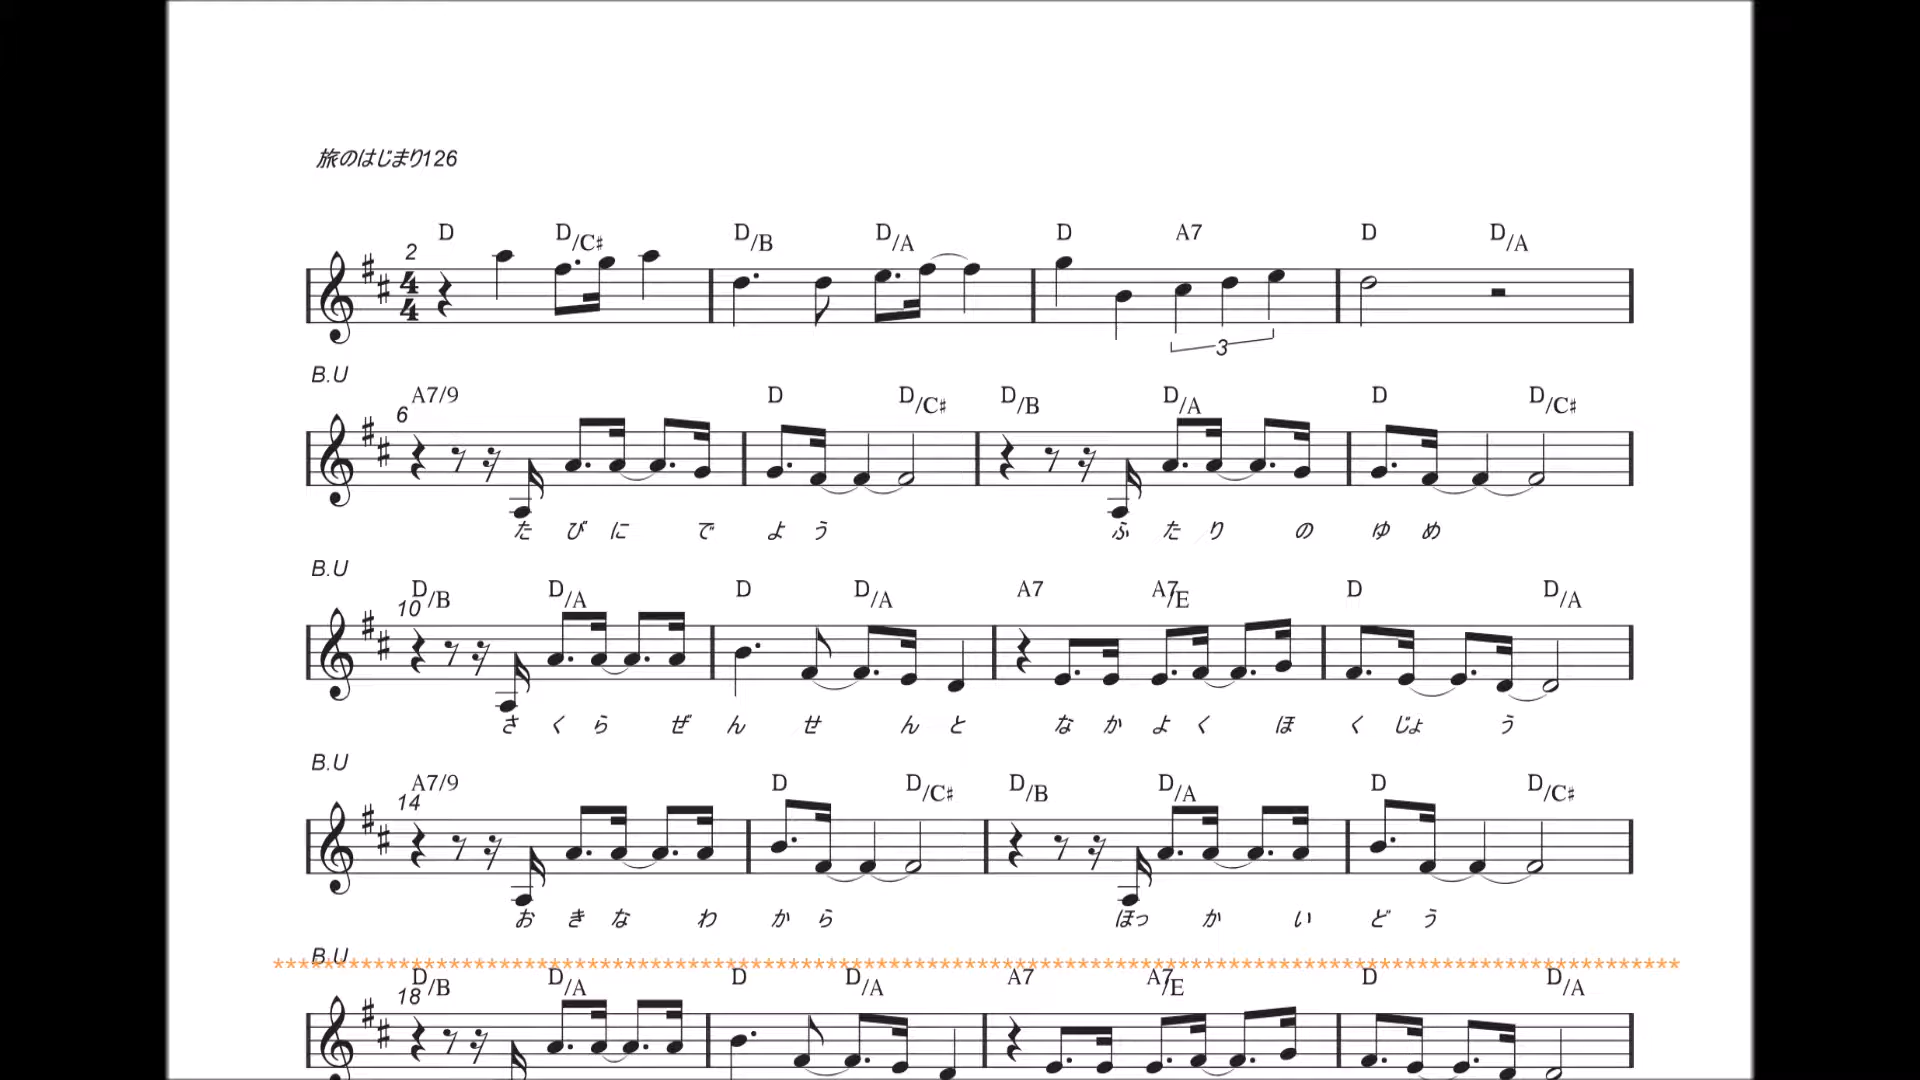 旅のはじまり126
D D/C♯ D/B D/A D A7 D D/A
2
4
4
3
B.U
A7/9 D D/C♯ D/B D/A D D/C♯
6
た び に で よ う ふ た り の ゆ め
B.U
D/B D/A D D/A A7 A7/E D D/A
10
さ く ら ぜ ん せ ん と な か よ く ほ く じょ う
B.U
A7/9 D D/C♯ D/B D/A D D/C♯
14
お き な わ か ら ほっ か い ど う
B.U
****************************************************************************************************************
D/B D/A D D/A A7 A7/E D D/A
18